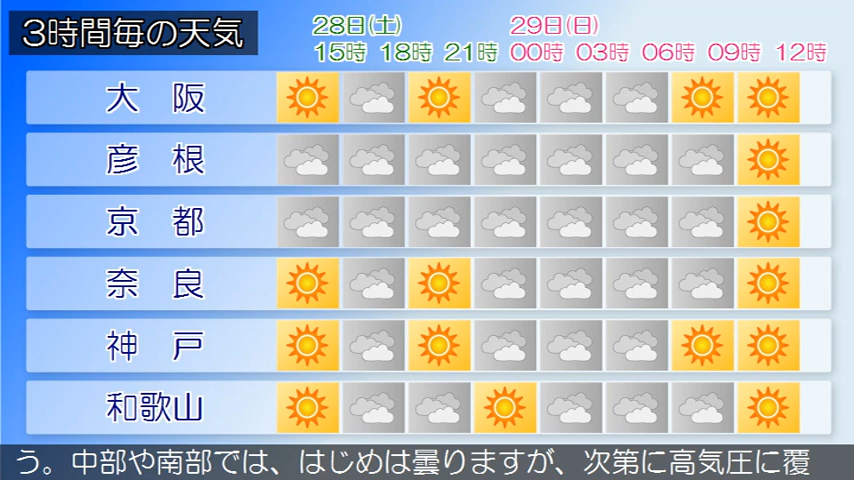 3時間毎の天気
28日(土) 29日(日)
15時 18時 21時 00時 03時 06時 09時 12時
大 阪
彦 根
京 都
奈 良
神 戸
和歌山
う。中部や南部では、はじめは曇りますが、次第に高気圧に覆